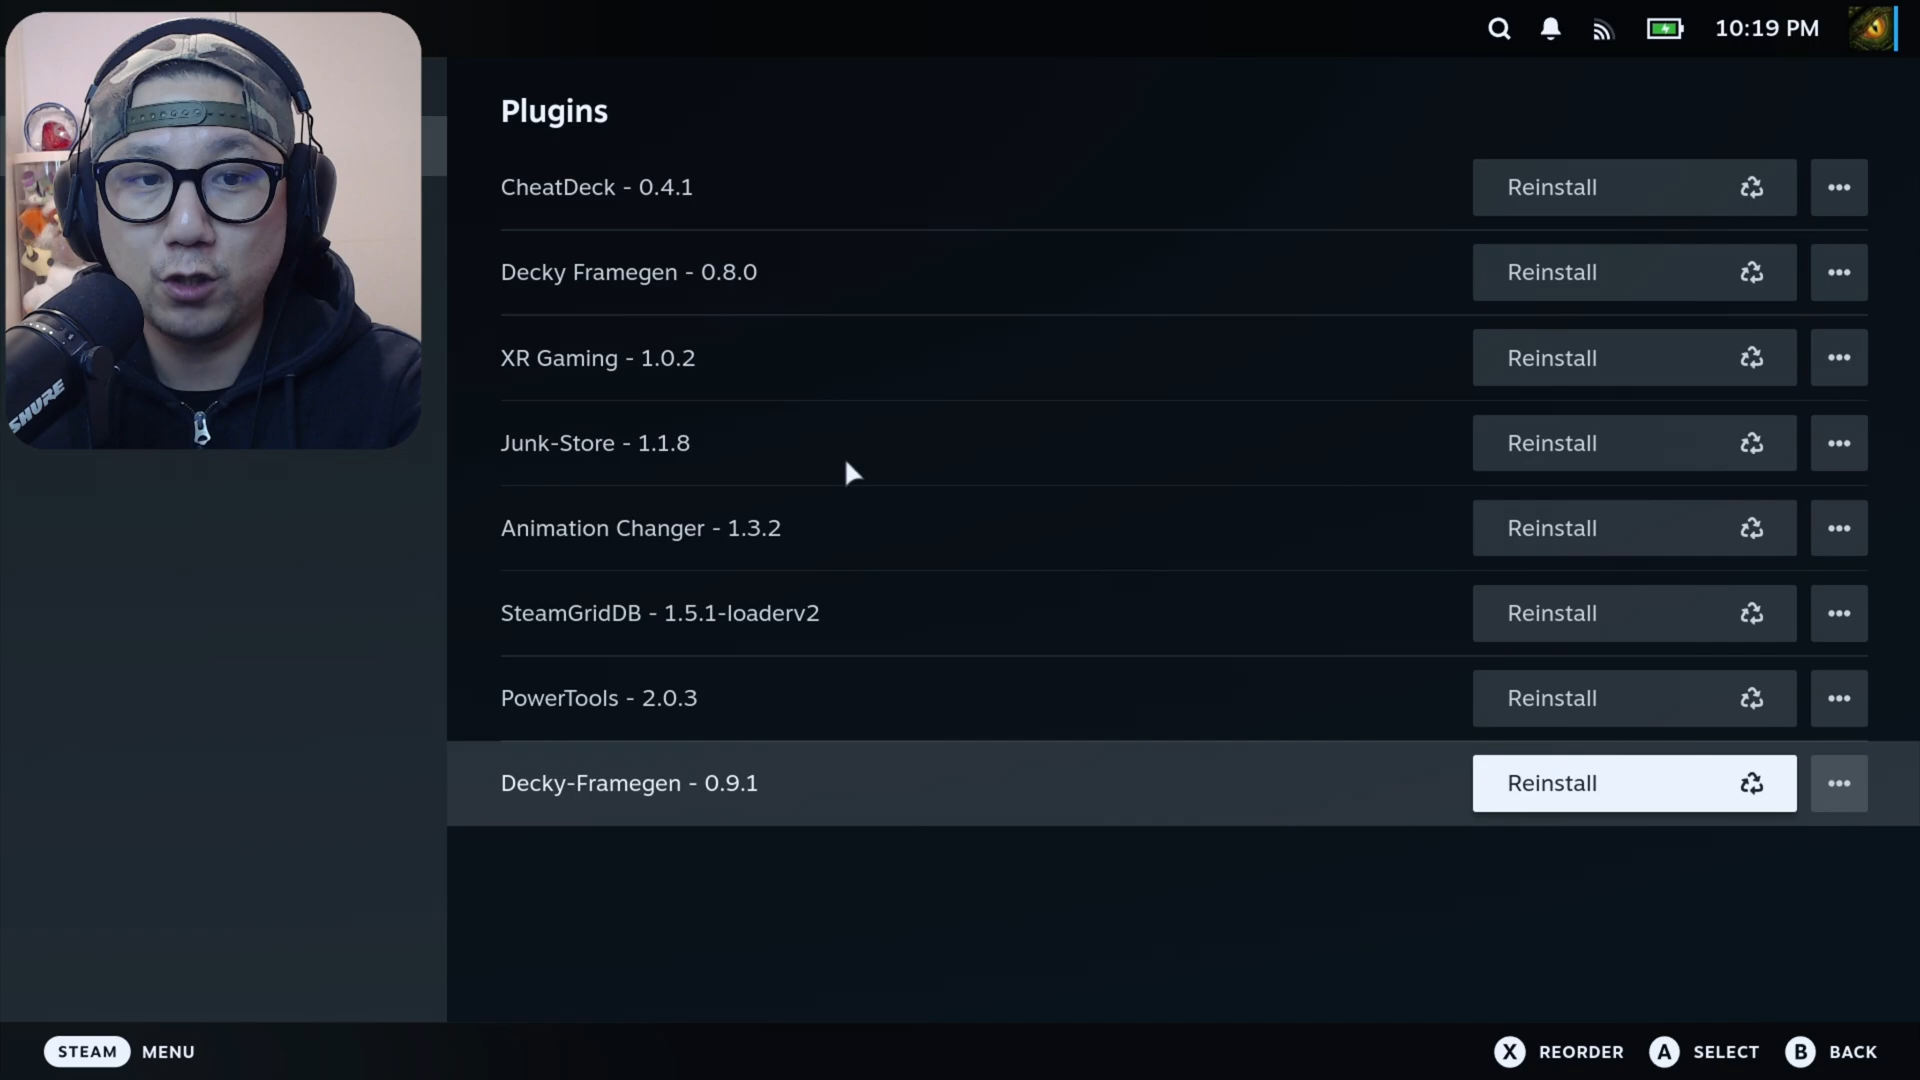 10:19 PM
SHURE
Plugins
CheatDeck - 0.4.1
Reinstall
Decky Framegen - 0.8.0
Reinstall
XR Gaming - 1.0.2
Reinstall
Junk-Store - 1.1.8
Reinstall
Animation Changer - 1.3.2
Reinstall
SteamGridDB - 1.5.1-loaderv2
Reinstall
PowerTools - 2.0.3
Reinstall
Decky-Framegen - 0.9.1
Reinstall
STEAM MENU
X REORDER A SELECT B BACK